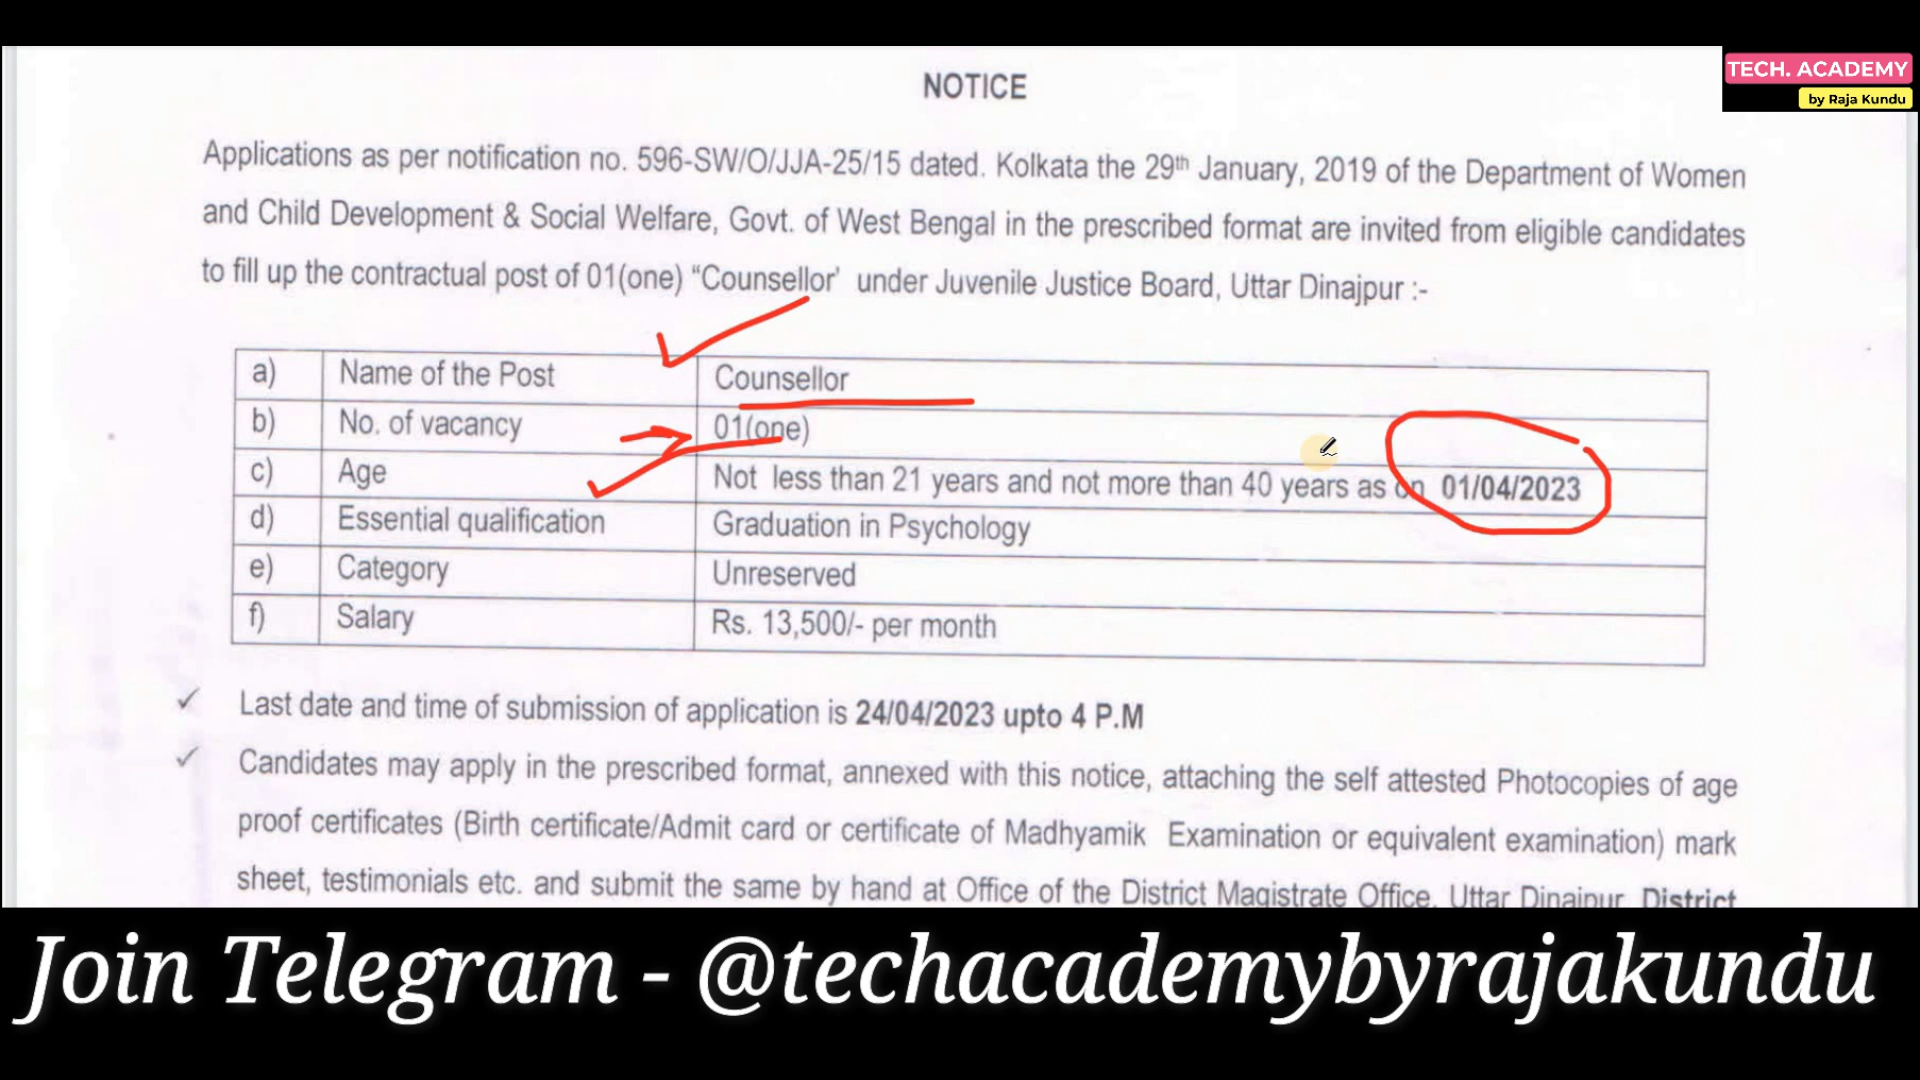 TECH. ACADEMY
by Raja Kundu
NOTICE
Applications as per notification no. 596-SW/O/JJA-25/15 dated. Kolkata the 29th January, 2019 of the Department of Women
and Child Development & Social Welfare, Govt. of West Bengal in the prescribed format are invited from eligible candidates
to fill up the contractual post of 01(one) “Counsellor' under Juvenile Justice Board, Uttar Dinajpur :-
a) Name of the Post Counsellor
b) No. of vacancy 01(one)
c) Age Not less than 21 years and not more than 40 years as on 01/04/2023
d) Essential qualification Graduation in Psychology
e) Category Unreserved
f) Salary Rs. 13,500/- per month
✓ Last date and time of submission of application is 24/04/2023 upto 4 P.M
✓ Candidates may apply in the prescribed format, annexed with this notice, attaching the self attested Photocopies of age
proof certificates (Birth certificate/Admit card or certificate of Madhyamik Examination or equivalent examination) mark
sheet, testimonials etc. and submit the same by hand at Office of the District Magistrate Office, Uttar Dinajpur District
Join Telegram - @techacademybyrajakundu